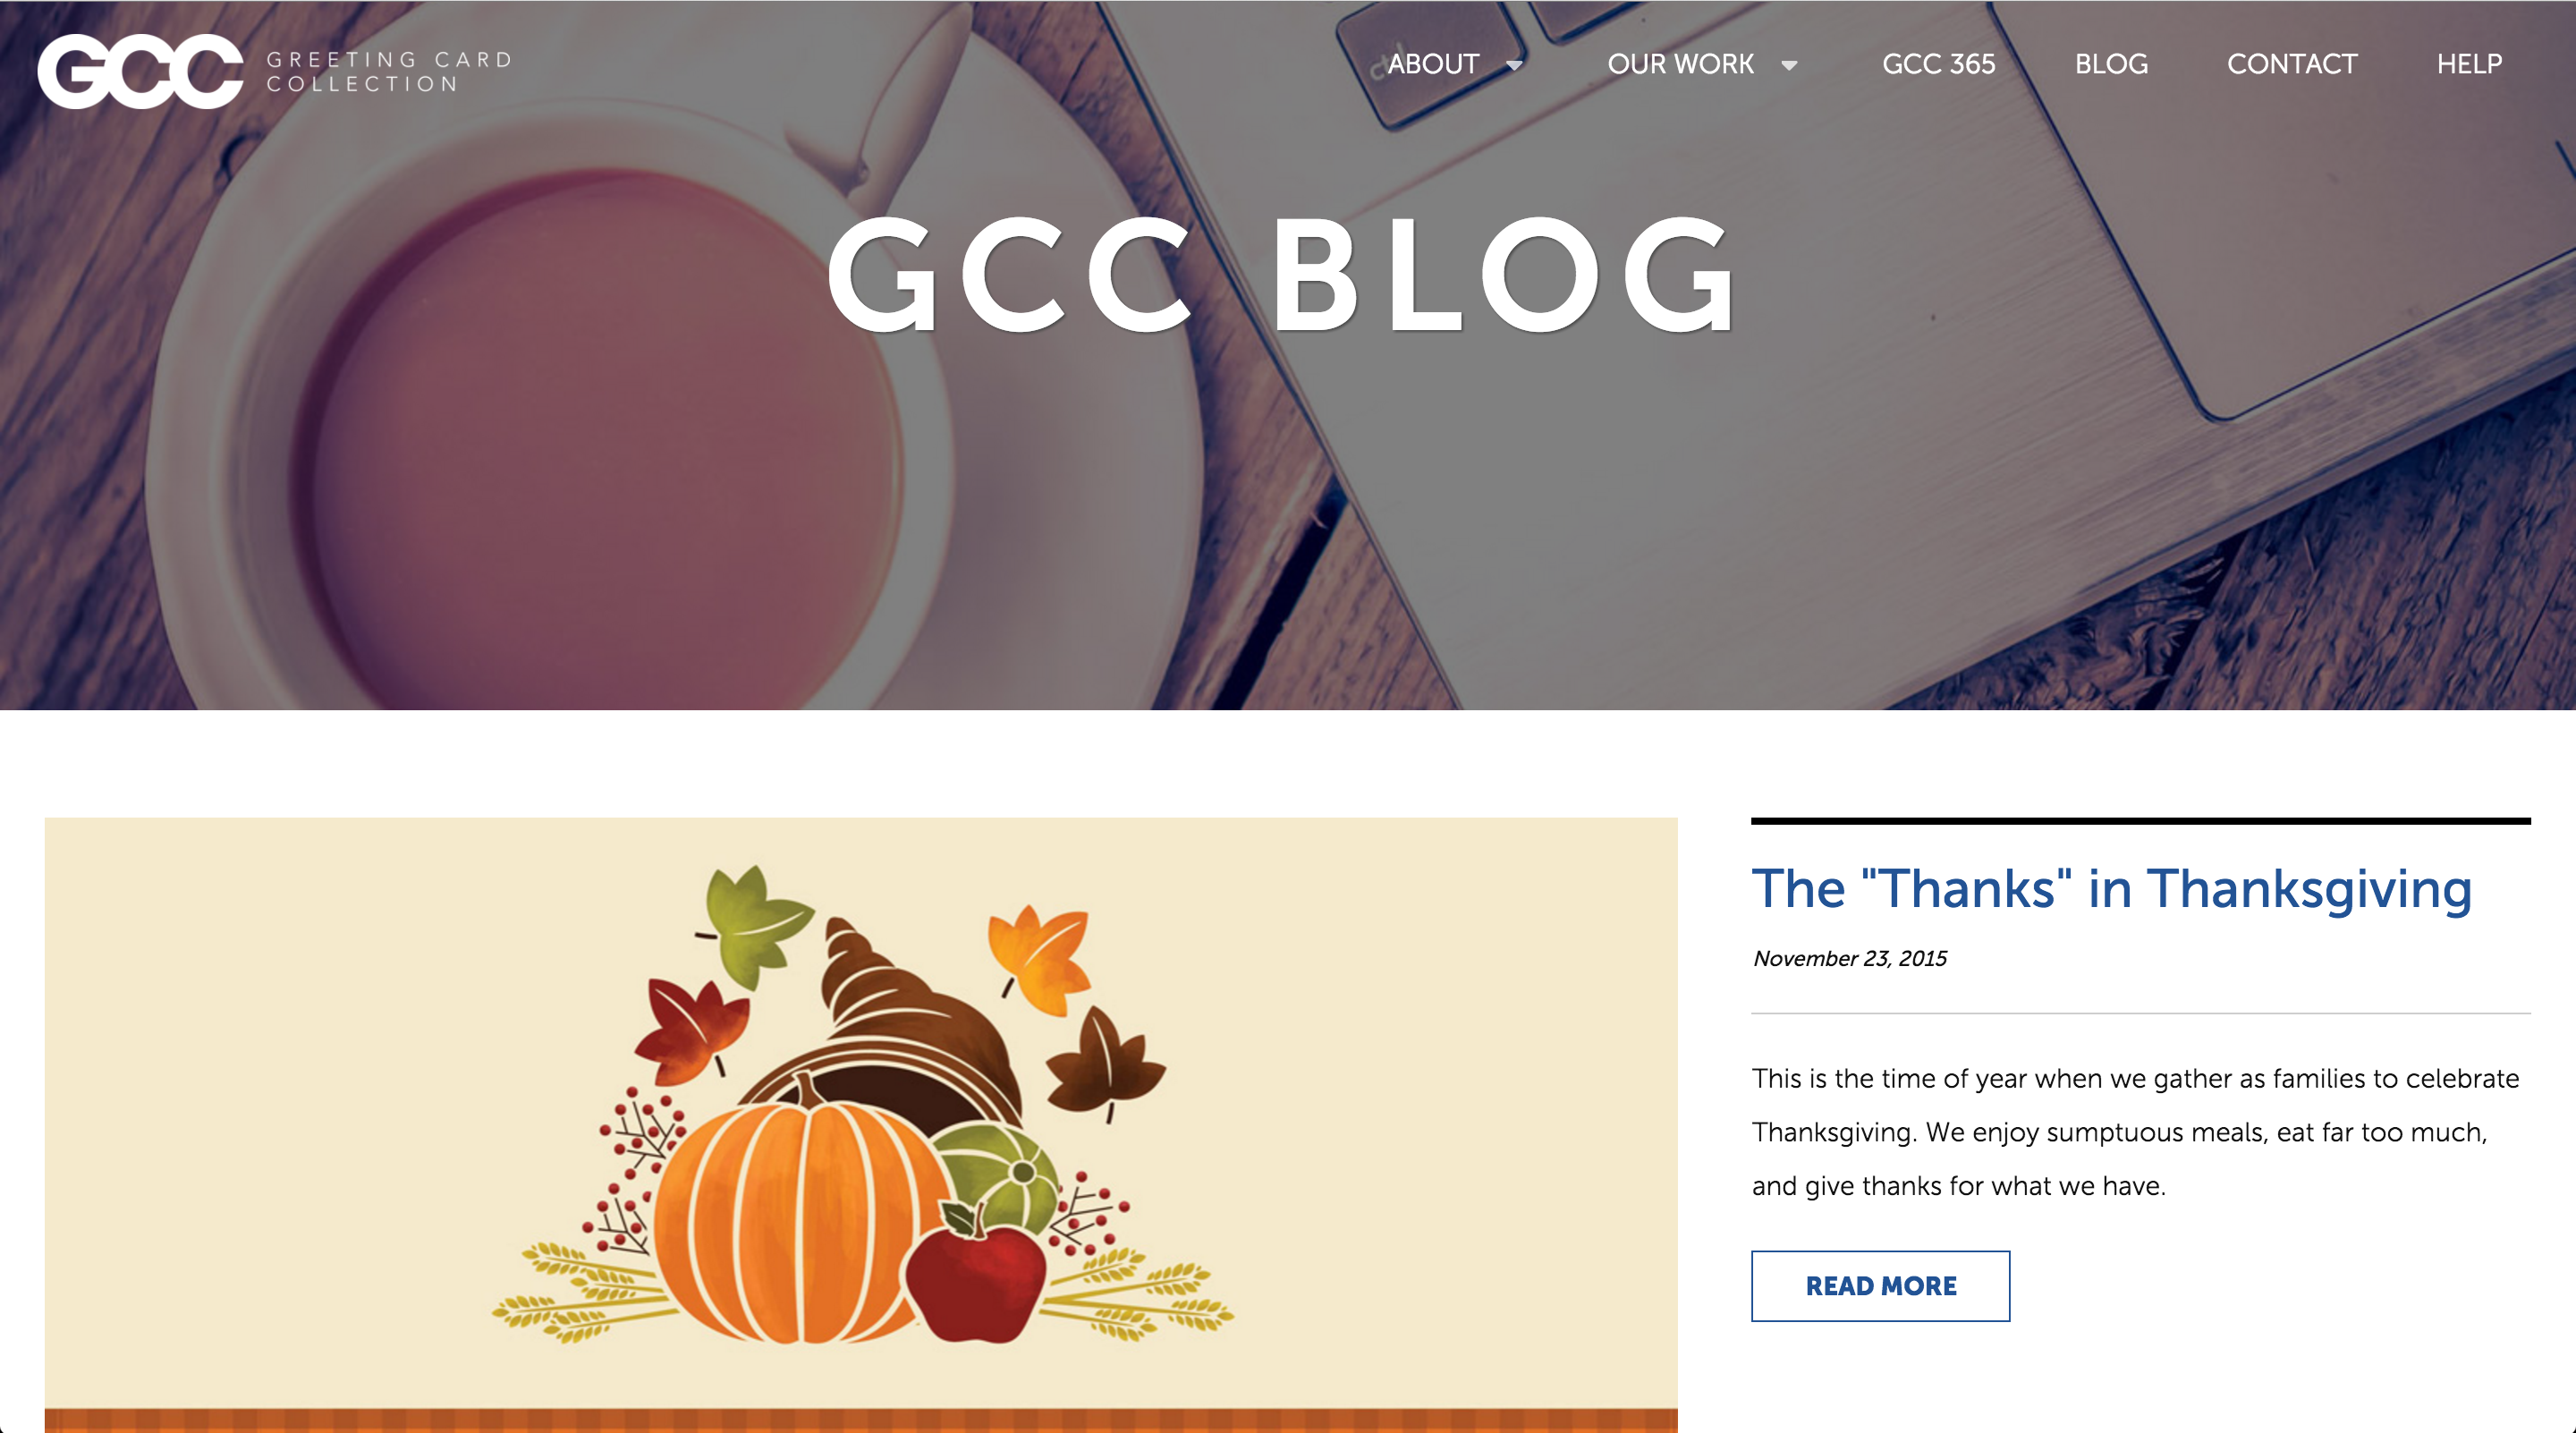 GCC GREETING CARD
COLLECTION
ABOUT OUR WORK GCC 365 BLOG CONTACT HELP
GCC BLOG
The "Thanks" in Thanksgiving
November 23, 2015
This is the time of year when we gather as families to celebrate
Thanksgiving. We enjoy sumptuous meals, eat far too much,
and give thanks for what we have.
READ MORE